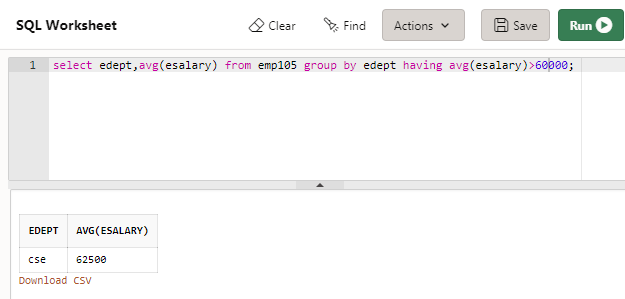 SQL Worksheet Clear Find Actions Save Run
1 select edept,avg(esalary) from emp105 group by edept having avg(esalary)>60000;
EDEPT AVG(ESALARY)
cse 62500
Download CSV